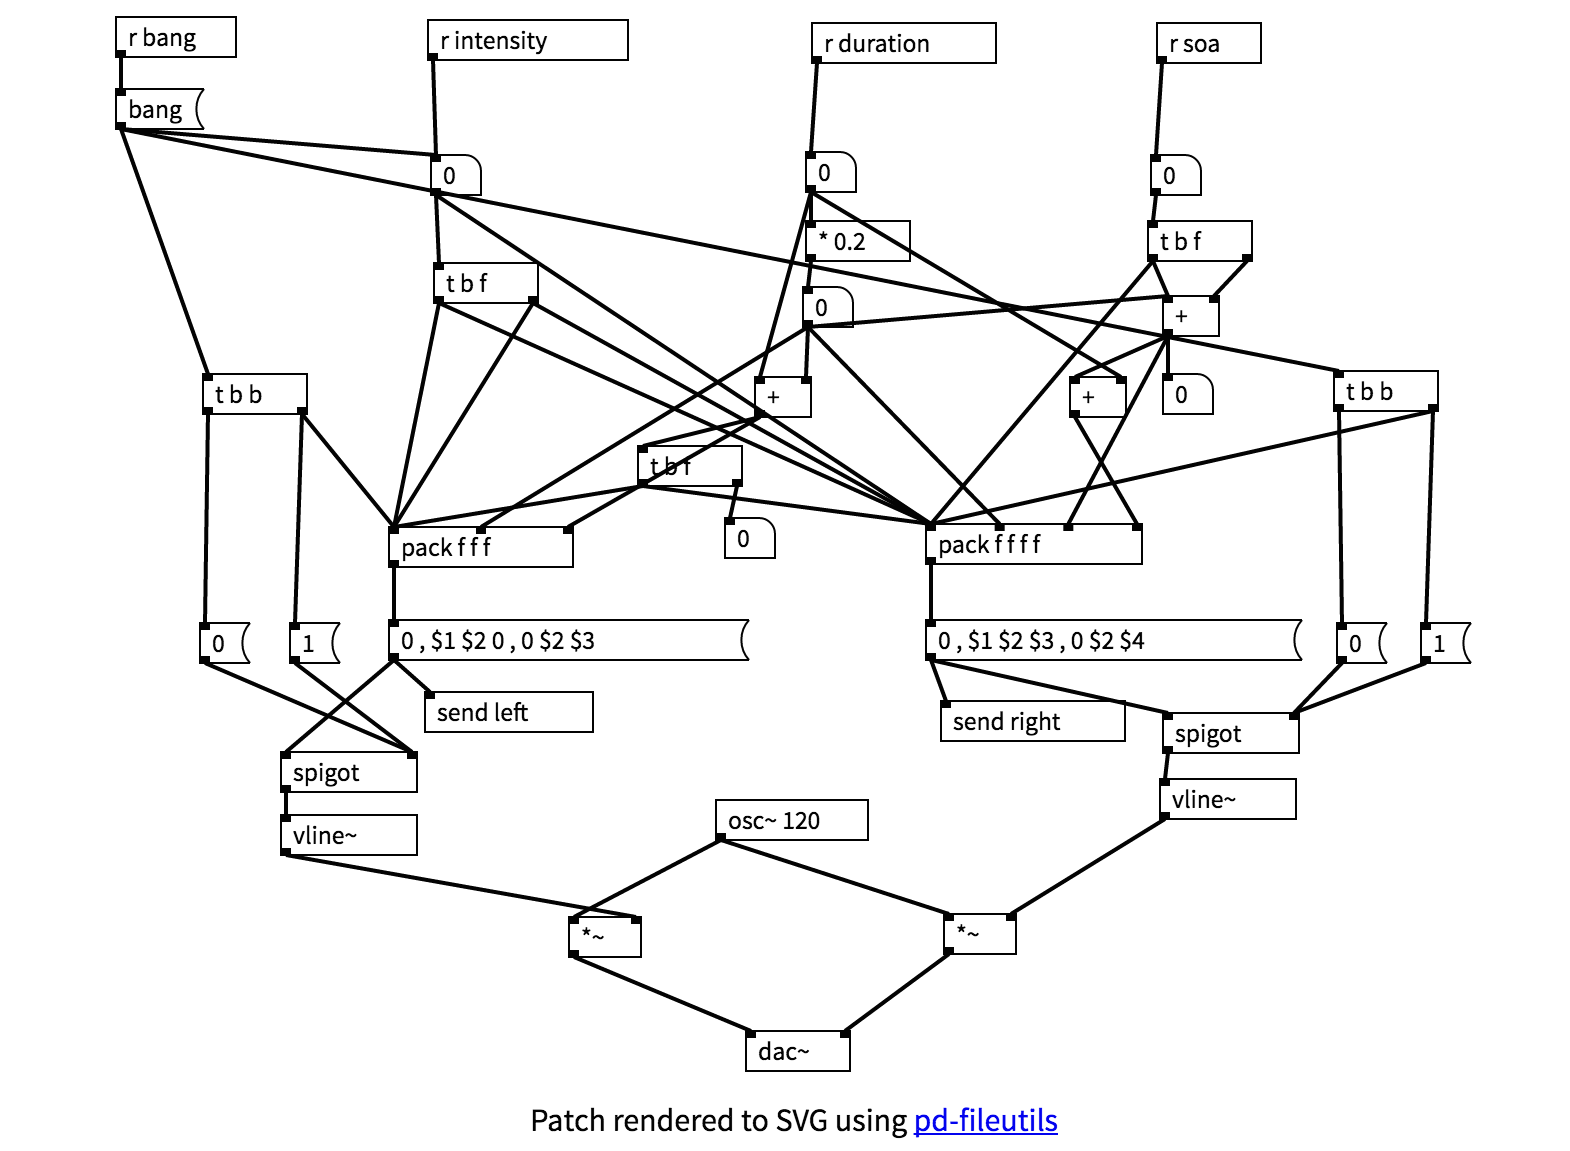 r bang
r intensity
r duration
r soa
bang
0
0
0
* 0.2
t b f
t b f
0
+
t b b
+
+
0
t b b
t b f
0
pack f f f
pack f f f f
0
1
0 , $1 $2 0 , 0 $2 $3
0 , $1 $2 $3 , 0 $2 $4
0
1
send left
send right
spigot
spigot
vline~
vline~
osc~ 120
*~
*~
dac~
Patch rendered to SVG using pd-fileutils